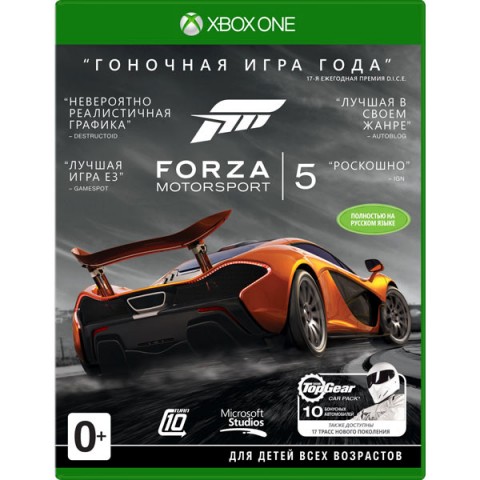 XBOX ONE
“ГОНОЧНАЯ ИГРА ГОДА”
17-Я ЕЖЕГОДНАЯ ПРЕМИЯ D.I.C.E.
“НЕВЕРОЯТНО
РЕАЛИСТИЧНАЯ
ГРАФИКА”
– DESTRUCTOID
“ЛУЧШАЯ В
СВОЕМ
ЖАНРЕ”
– AUTOBLOG
“ЛУЧШАЯ
ИГРА E3”
– GAMESPOT
FORZA
MOTORSPORT
5
“РОСКОШНО”
– IGN
ПОЛНОСТЬЮ НА
РУССКОМ ЯЗЫКЕ
0+
TURN
10
Microsoft
Studios
TopGear
CAR PACK
10 БОНУСНЫХ
АВТОМОБИЛЕЙ
ТАКЖЕ ДОСТУПНЫ
17 ТРАСС НОВОГО ПОКОЛЕНИЯ
ДЛЯ ДЕТЕЙ ВСЕХ ВОЗРАСТОВ